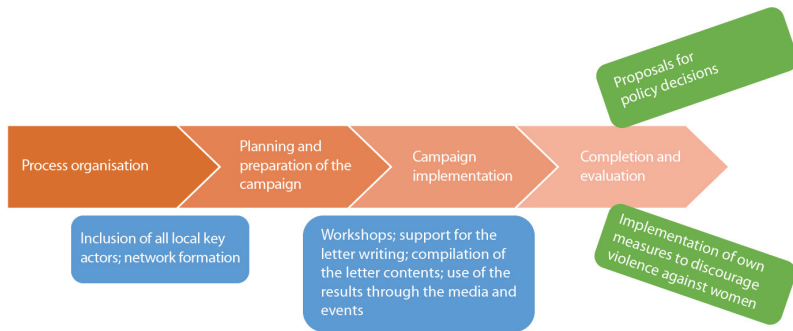 Proposals for
policy decisions
Process organisation
Planning and
preparation of the
campaign
Campaign
implementation
Completion and
evaluation
Inclusion of all local key
actors; network formation
Workshops; support for the
letter writing; compilation
of the letter contents; use of the
results through the media and
events
Implementation of own
measures to discourage
violence against women